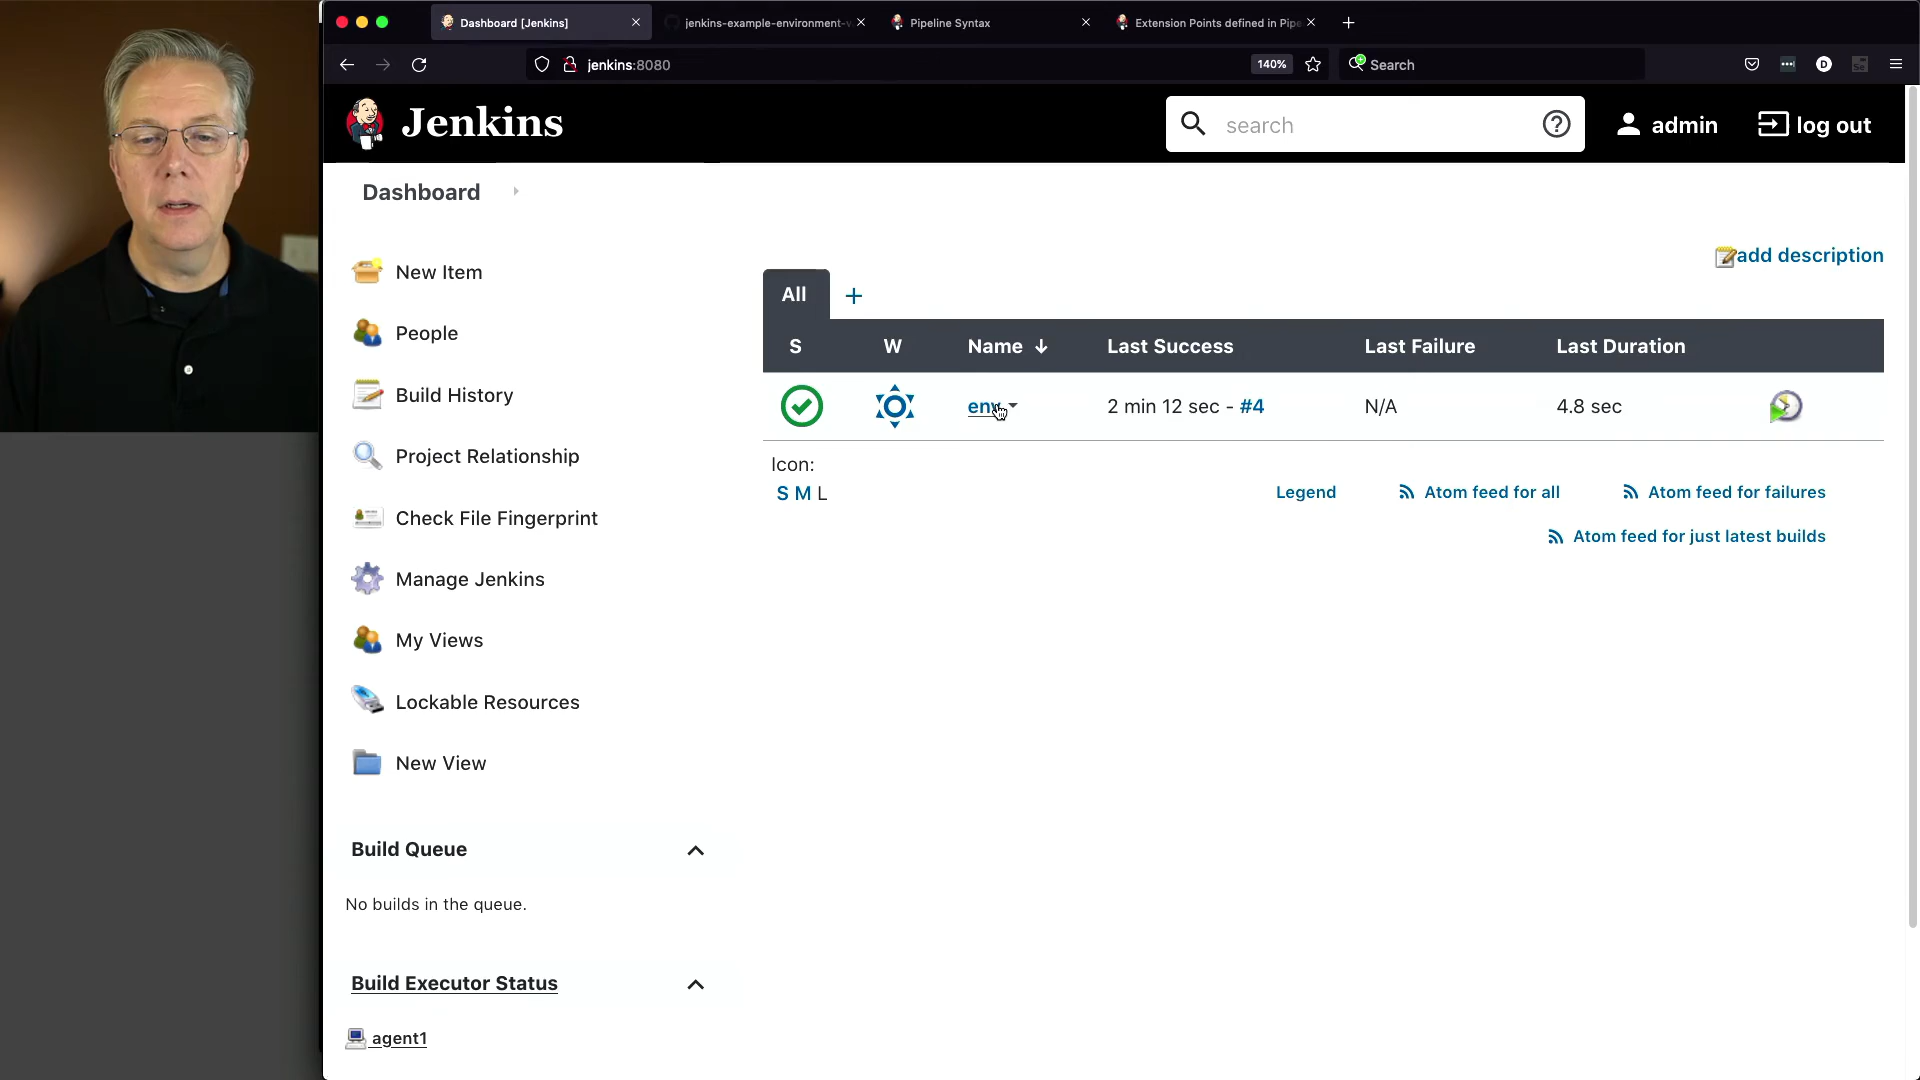 Dashboard [Jenkins]
jenkins-example-environment-v
Pipeline Syntax
Extension Points defined in Pipe
jenkins:8080
140%
Search
Jenkins
search
admin
log out
Dashboard
add description
New Item
People
Build History
Project Relationship
Check File Fingerprint
Manage Jenkins
My Views
Lockable Resources
New View
All
S W Name ↓ Last Success Last Failure Last Duration
env 2 min 12 sec - #4 N/A 4.8 sec
Icon:
S M L
Legend Atom feed for all Atom feed for failures
Atom feed for just latest builds
Build Queue
No builds in the queue.
Build Executor Status
agent1